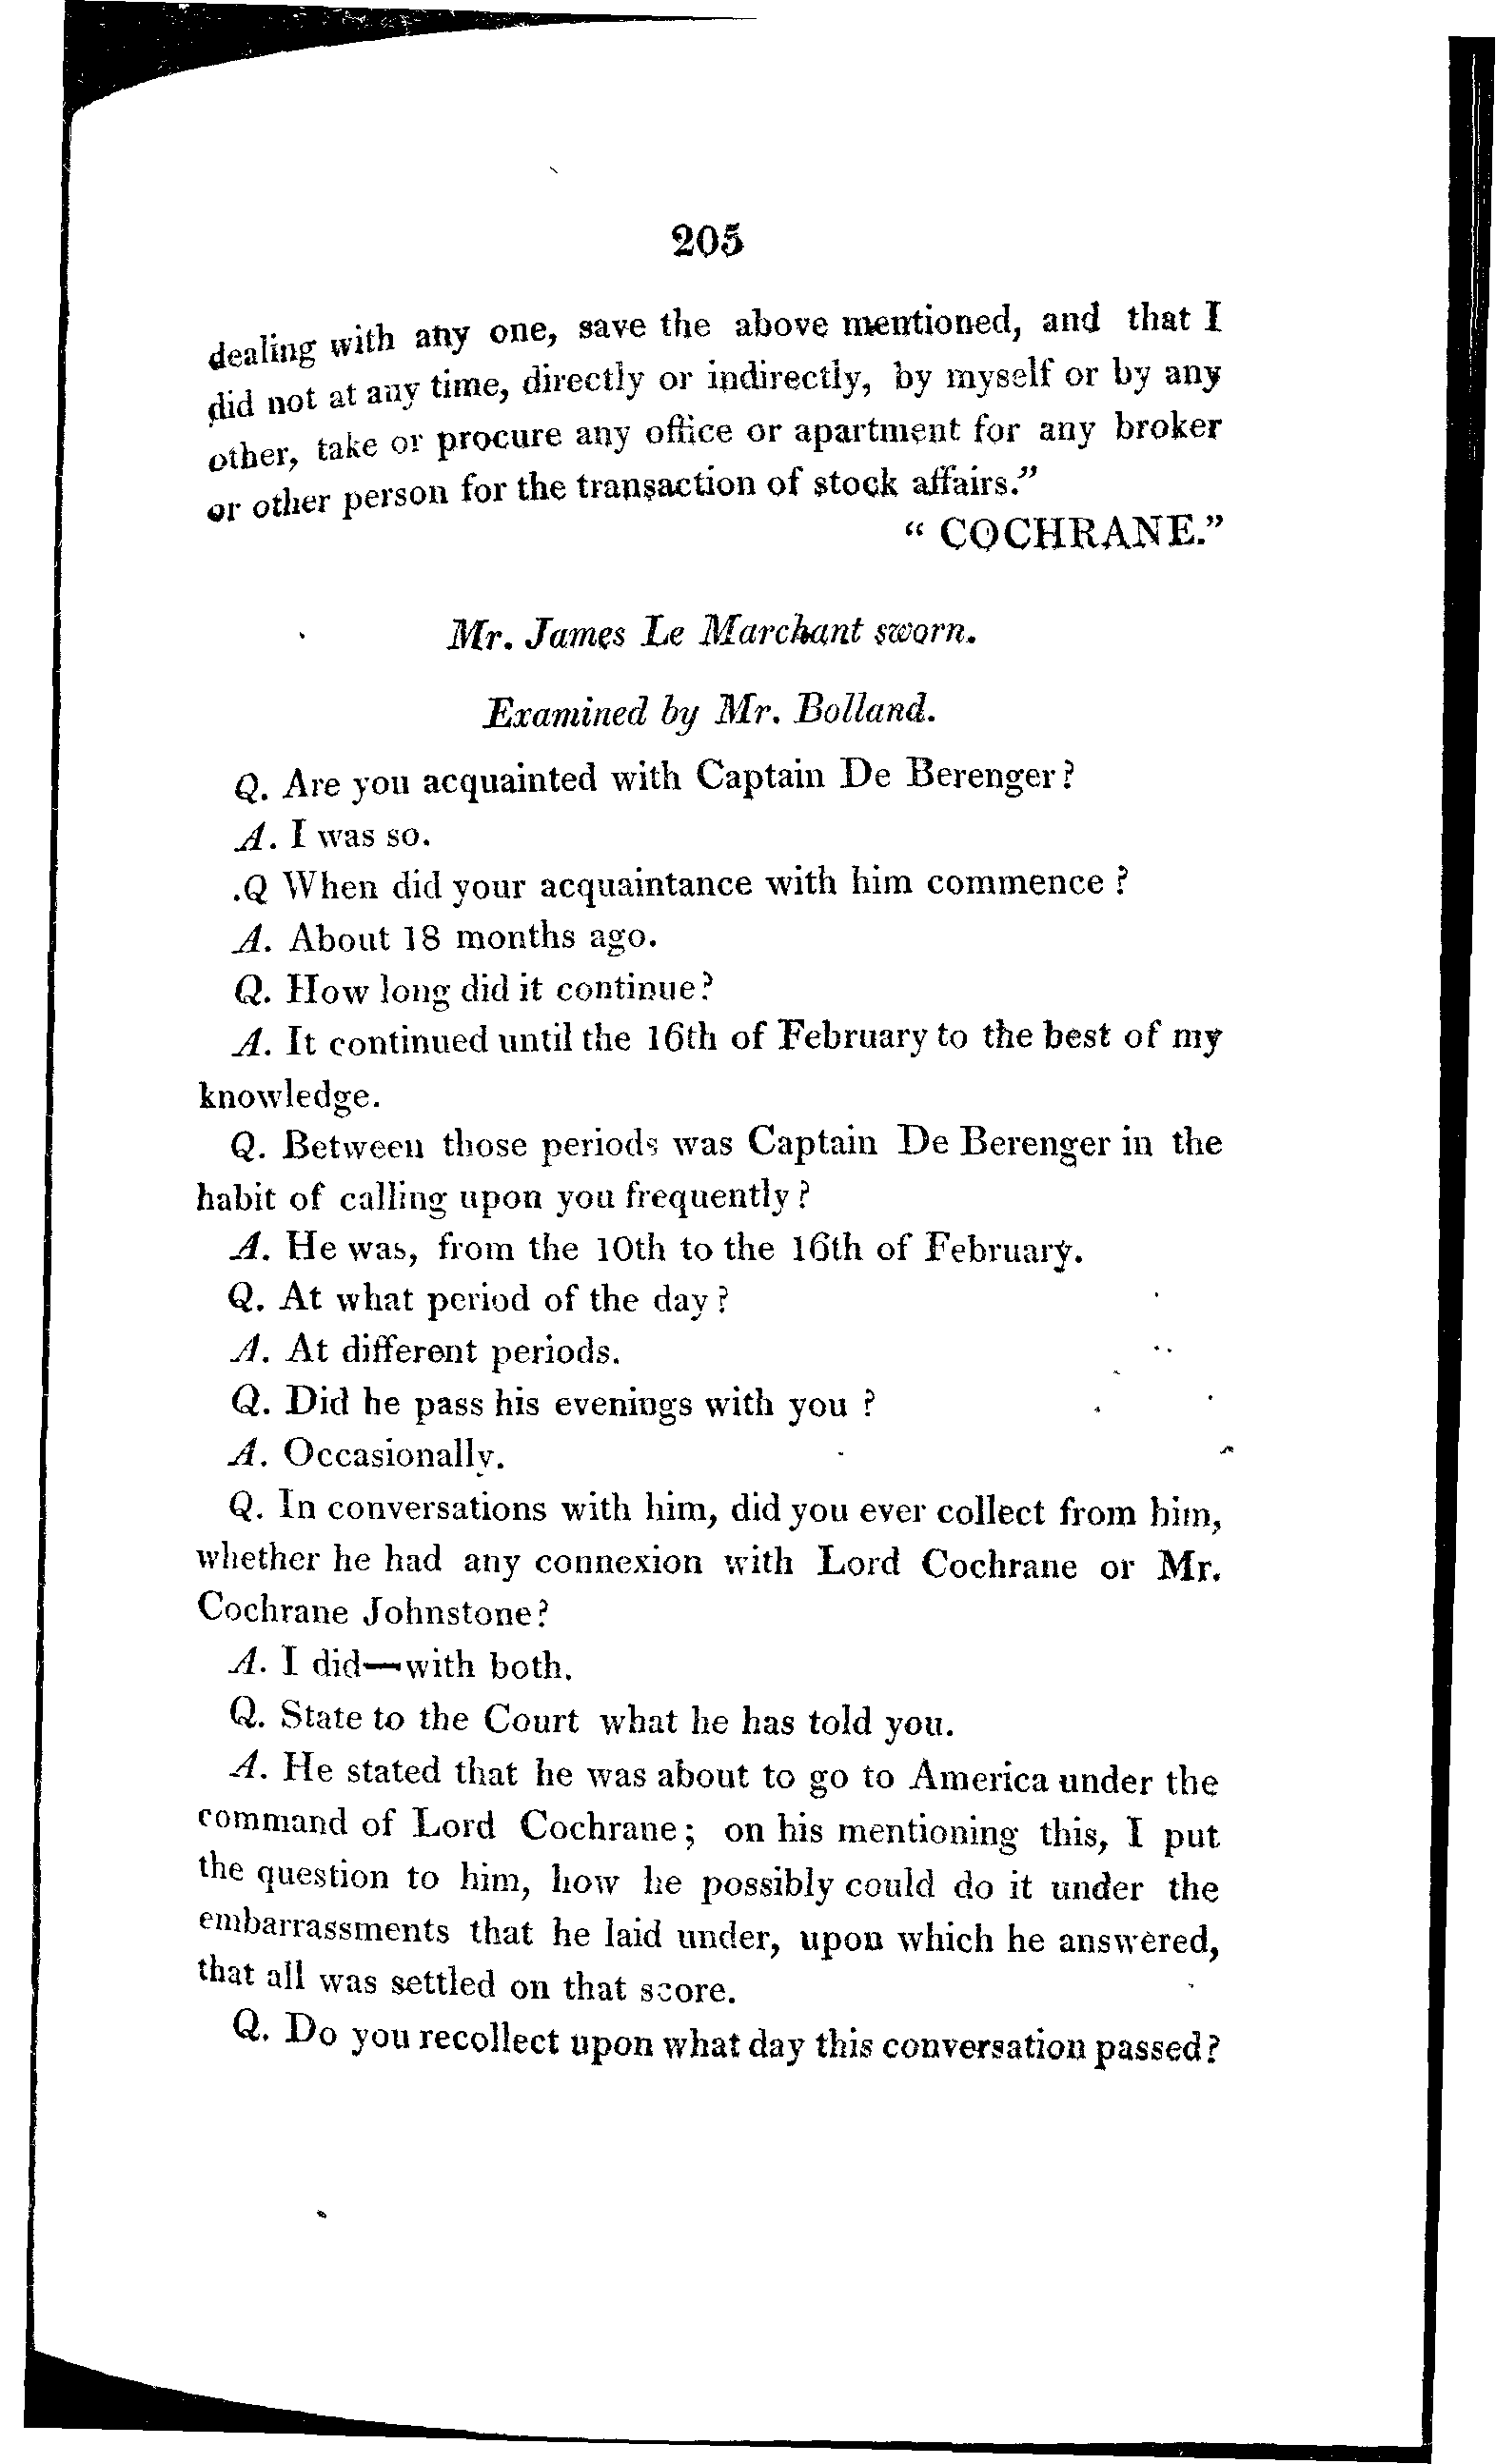 205
dealing with any one, save the above mentioned, and that I
did not at any time, directly or indirectly, by myself or by any
other, take or procure any office or apartment for any broker
or other person for the transaction of stock affairs."
“ COCHRANE.”
Mr. James Le Marchant sworn.
Examined by Mr. Bolland.
Q. Are you acquainted with Captain De Berenger?
A. I was so.
.Q When did your acquaintance with him commence ?
A. About 18 months ago.
Q. How long did it continue?
A. It continued until the 16th of February to the best of my
knowledge.
Q. Between those periods was Captain De Berenger in the
habit of calling upon you frequently?
A. He was, from the 10th to the 16th of February.
Q. At what period of the day?
A. At different periods.
Q. Did he pass his evenings with you ?
A. Occasionally.
Q. In conversations with him, did you ever collect from him,
whether he had any connexion with Lord Cochrane or Mr.
Cochrane Johnstone?
A. I did—with both.
Q. State to the Court what he has told you.
A. He stated that he was about to go to America under the
command of Lord Cochrane; on his mentioning this, I put
the question to him, how he possibly could do it under the
embarrassments that he laid under, upon which he answered,
that all was settled on that score.
Q. Do you recollect upon what day this conversation passed?